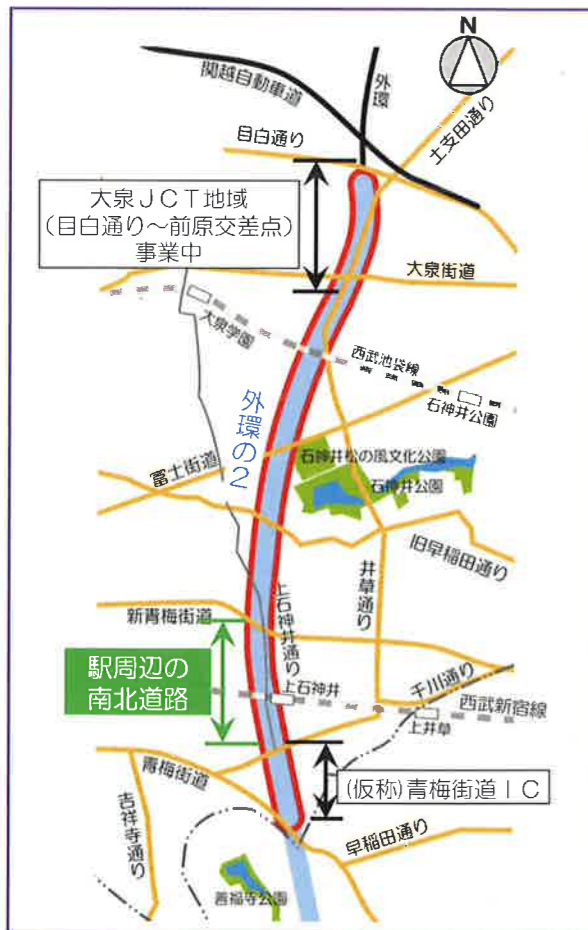 N
関越自動車道
外環
目白通り
土支田通り
大泉JCT地域
(目白通り～前原交差点)
事業中
大泉街道
大泉学園
西武池袋線
石神井公園
外環の2
石神井松の風文化公園
石神井公園
富士街道
旧早稲田通り
井草通り
上石神井通り
新青梅街道
駅周辺の
南北道路
上石神井
千川通り
西武新宿線
上井草
青梅街道
(仮称)青梅街道IC
吉祥寺通り
早稲田通り
善福寺公園